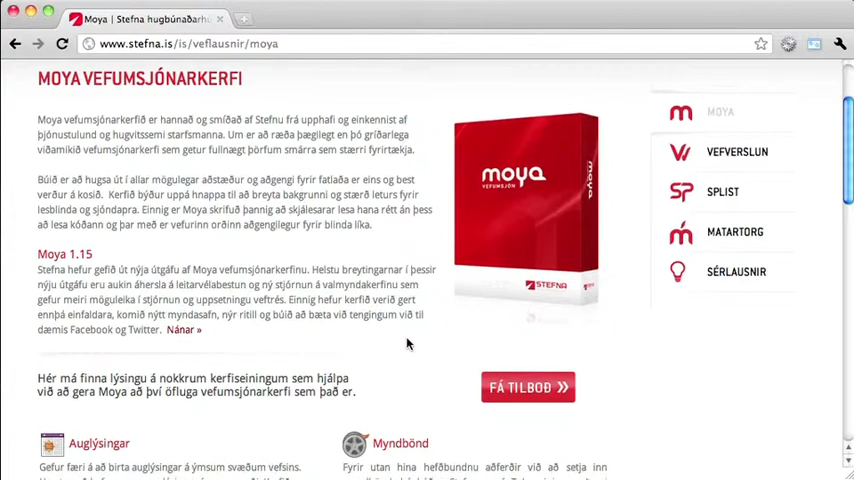 Moya | Stefna hugbúnaðarhú
www.stefna.is/is/veflausnir/moya
MOYA VEFUMSJÓNARKERFI
Moya vefumsjónarkerfið er hannað og smíðað af Stefnu frá upphafi og einkennist af
þjónustulund og hugvitssemi starfsmanna. Um er að ræða þægilegt en þó gríðarlega
viðamikið vefumsjónarkerfi sem getur fullnægt þörfum smárra sem stærri fyrirtækja.
Búið er að hugsa út í allar mögulegar aðstæður og aðgengi fyrir fatlaða er eins og best
verður á kosið. Kerfið býður uppá hnappa til að breyta bakgrunni og stærð leturs fyrir
lesblinda og sjóndapra. Einnig er Moya skrifuð þannig að skjálesarar lesa hana rétt án þess
að lesa kóðann og þar með er vefurinn orðinn aðgengilegur fyrir blinda líka.
Moya 1.15
Stefna hefur gefið út nýja útgáfu af Moya vefumsjónarkerfinu. Helstu breytingarnar í þessir
nýju útgáfu eru aukin áhersla á leitarvélabestun og ný stjórnun á valmyndakerfinu sem
gefur meiri möguleika í stjórnun og uppsetningu veftrés. Einnig hefur kerfið verið gert
ennþá einfaldara, komið nýtt myndasafn, nýr ritill og búið að bæta við tengingum við til
dæmis Facebook og Twitter. Nánar »
moya
VEFUMSJÓN
moya
STEFNA
MOYA
VEFVERSLUN
SPLIST
MATARTORG
SÉRLAUSNIR
Hér má finna lýsingu á nokkrum kerfiseiningum sem hjálpa
við að gera Moya að því öfluga vefumsjónarkerfi sem það er.
FÁ TILBOÐ »
Auglýsingar
Myndbönd
Gefur færi á að birta auglýsingar á ýmsum svæðum vefsins.
Fyrir utan hina hefðbundnu aðferðir við að setja inn